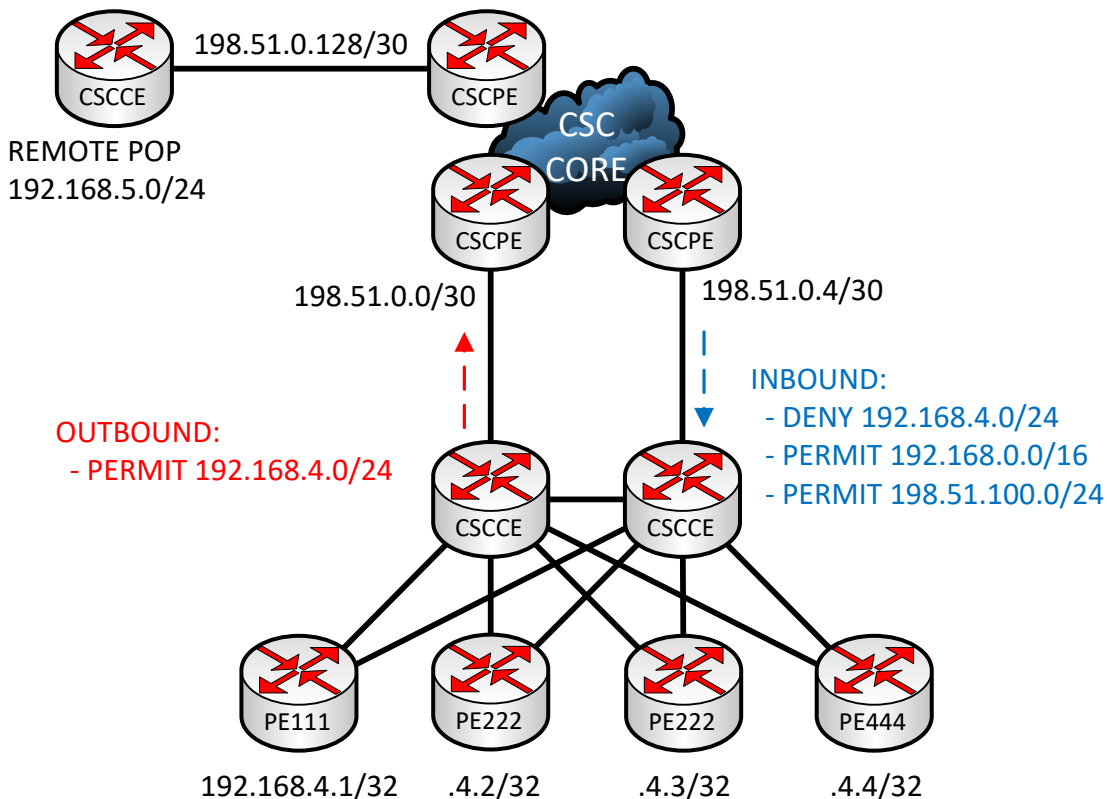 198.51.0.128/30
CSCCE
CSCPE
REMOTE POP
192.168.5.0/24
CSC
CORE
CSCPE
CSCPE
198.51.0.0/30
198.51.0.4/30
OUTBOUND:
- PERMIT 192.168.4.0/24
INBOUND:
- DENY 192.168.4.0/24
- PERMIT 192.168.0.0/16
- PERMIT 198.51.100.0/24
CSCCE
CSCCE
PE111
PE222
PE222
PE444
192.168.4.1/32
.4.2/32
.4.3/32
.4.4/32